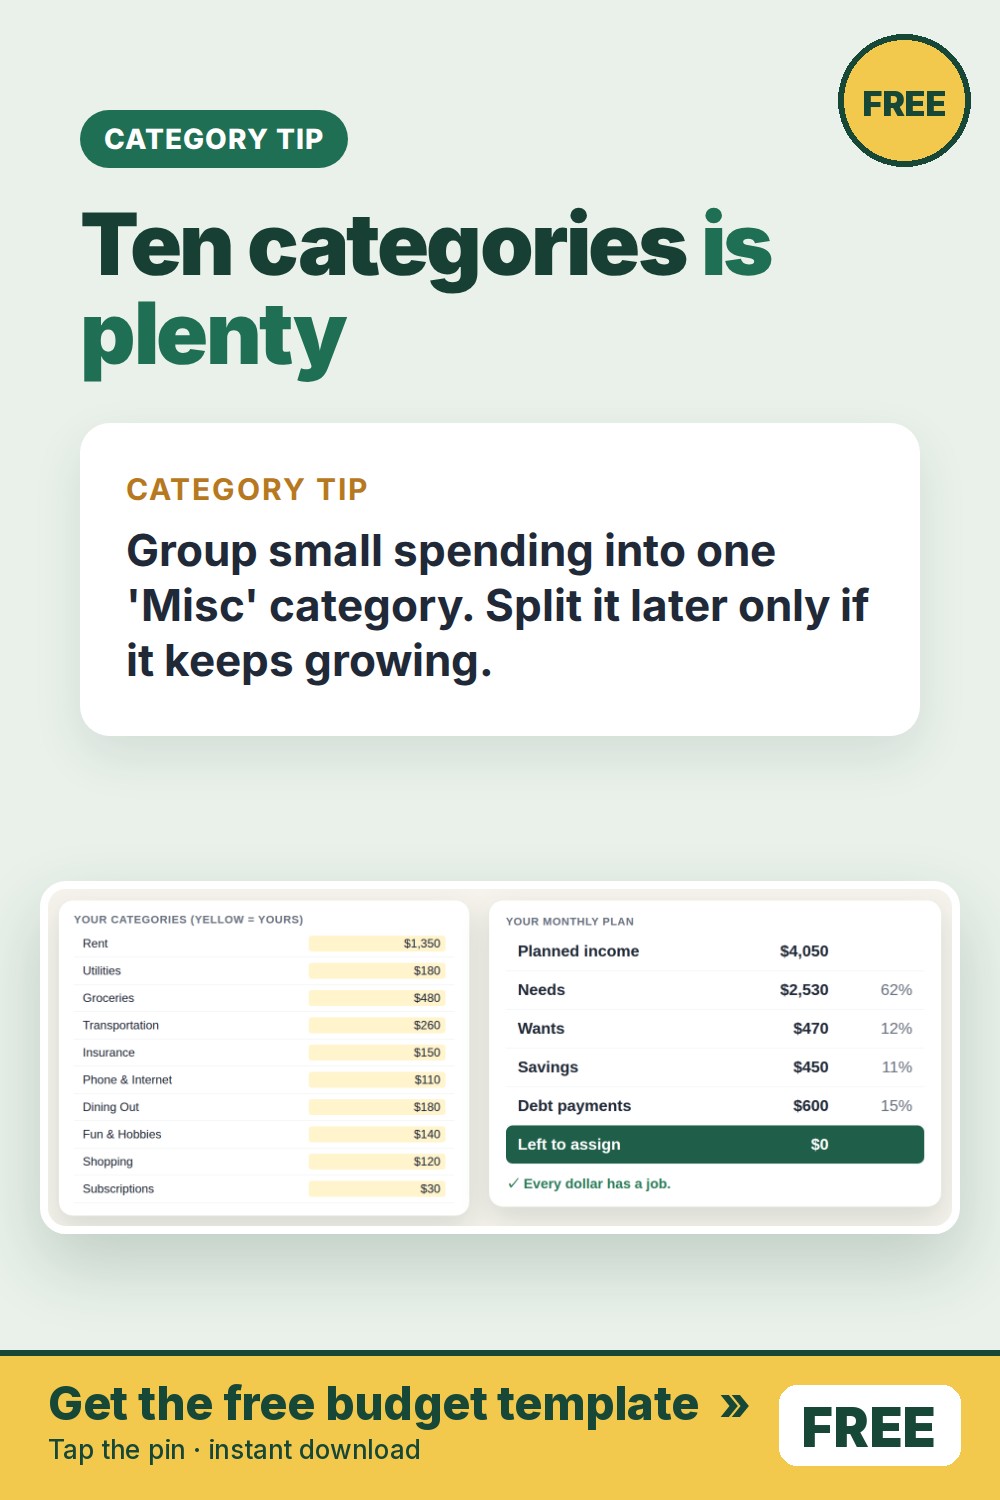 FREE
CATEGORY TIP
Ten categories is
plenty
CATEGORY TIP
Group small spending into one
'Misc' category. Split it later only if
it keeps growing.
YOUR CATEGORIES (YELLOW = YOURS)
Rent $1,350
Utilities $180
Groceries $480
Transportation $260
Insurance $150
Phone & Internet $110
Dining Out $180
Fun & Hobbies $140
Shopping $120
Subscriptions $30
YOUR MONTHLY PLAN
Planned income $4,050
Needs $2,530 62%
Wants $470 12%
Savings $450 11%
Debt payments $600 15%
Left to assign $0
✓ Every dollar has a job.
Get the free budget template »
Tap the pin · instant download
FREE